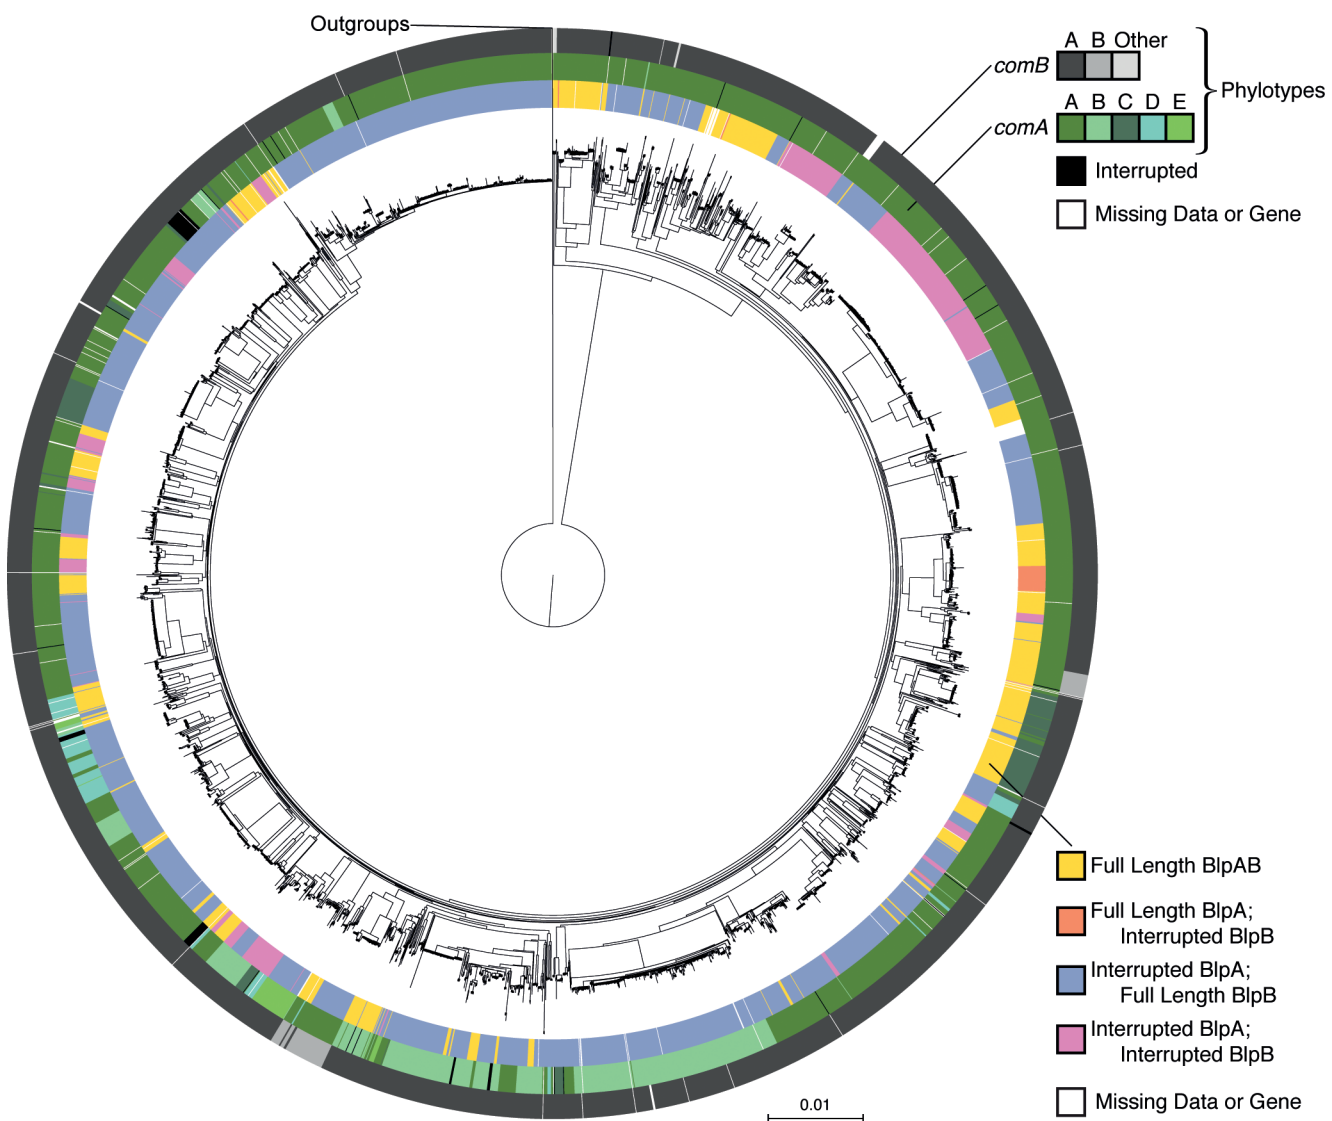 Outgroups
A B Other
comB
Phylotypes
A B C D E
comA
Interrupted
Missing Data or Gene
Full Length BlpAB
Full Length BlpA;
Interrupted BlpB
Interrupted BlpA;
Full Length BlpB
Interrupted BlpA;
Interrupted BlpB
Missing Data or Gene
0.01